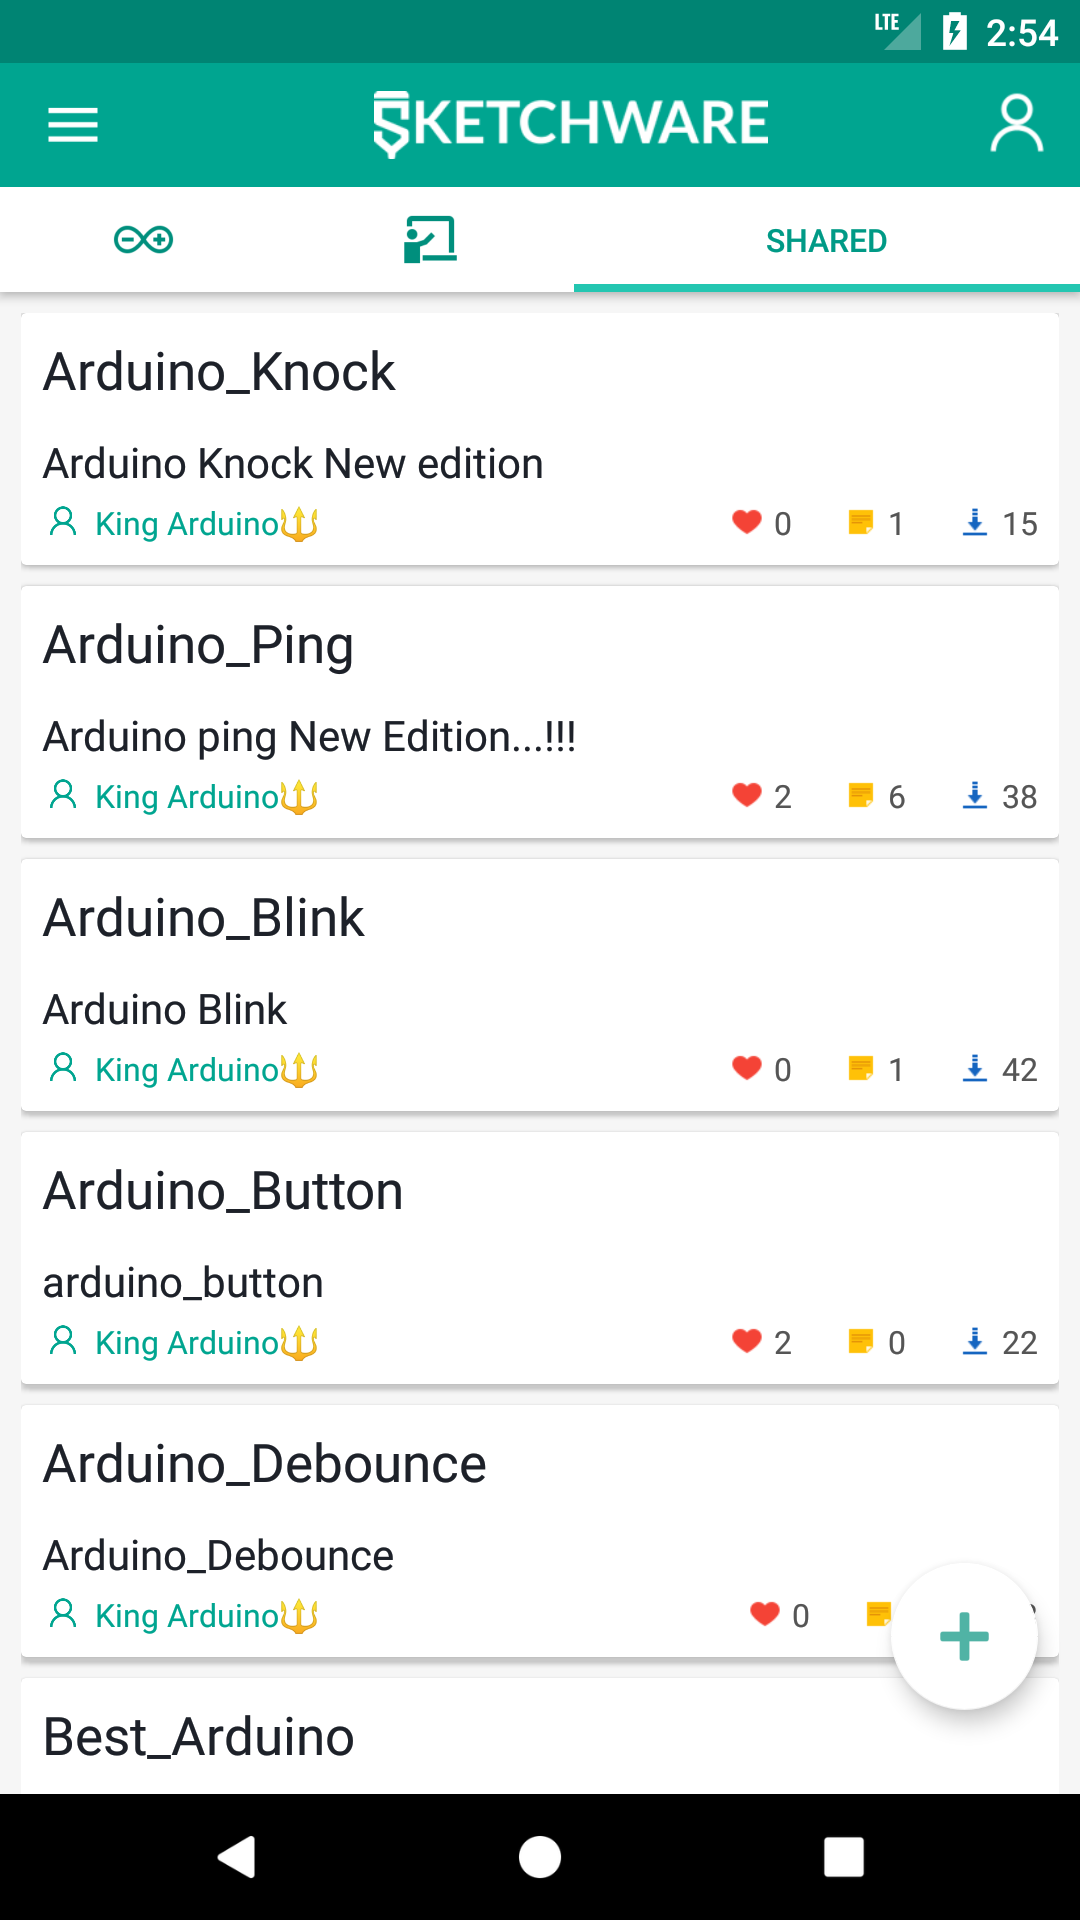 LTE 2:54
SKETCHWARE
SHARED
Arduino_Knock
Arduino Knock New edition
King Arduino🔱 0 1 15
Arduino_Ping
Arduino ping New Edition...!!!
King Arduino🔱 2 6 38
Arduino_Blink
Arduino Blink
King Arduino🔱 0 1 42
Arduino_Button
arduino_button
King Arduino🔱 2 0 22
Arduino_Debounce
Arduino_Debounce
King Arduino🔱 0
Best_Arduino